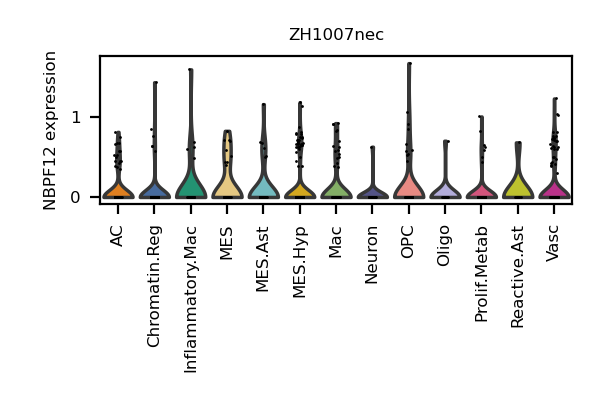 ZH1007nec
NBPF12 expression
1
0
AC
Chromatin.Reg
Inflammatory.Mac
MES
MES.Ast
MES.Hyp
Mac
Neuron
OPC
Oligo
Prolif.Metab
Reactive.Ast
Vasc